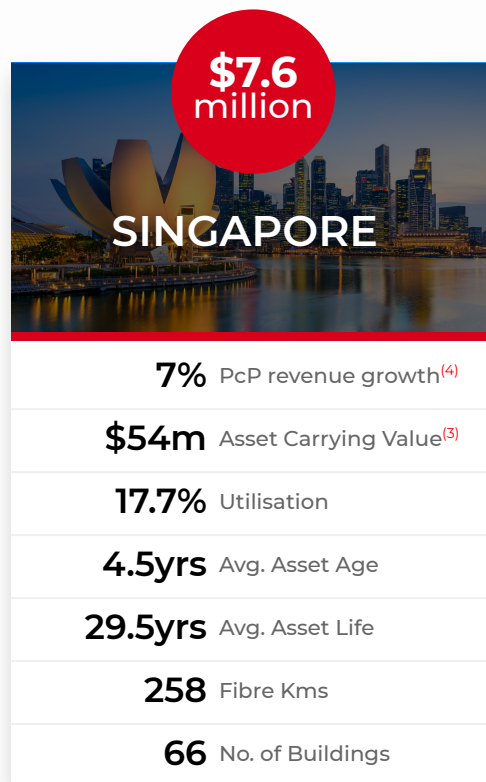 $7.6
million
SINGAPORE
7% PcP revenue growth(4)
$54m Asset Carrying Value(3)
17.7% Utilisation
4.5yrs Avg. Asset Age
29.5yrs Avg. Asset Life
258 Fibre Kms
66 No. of Buildings